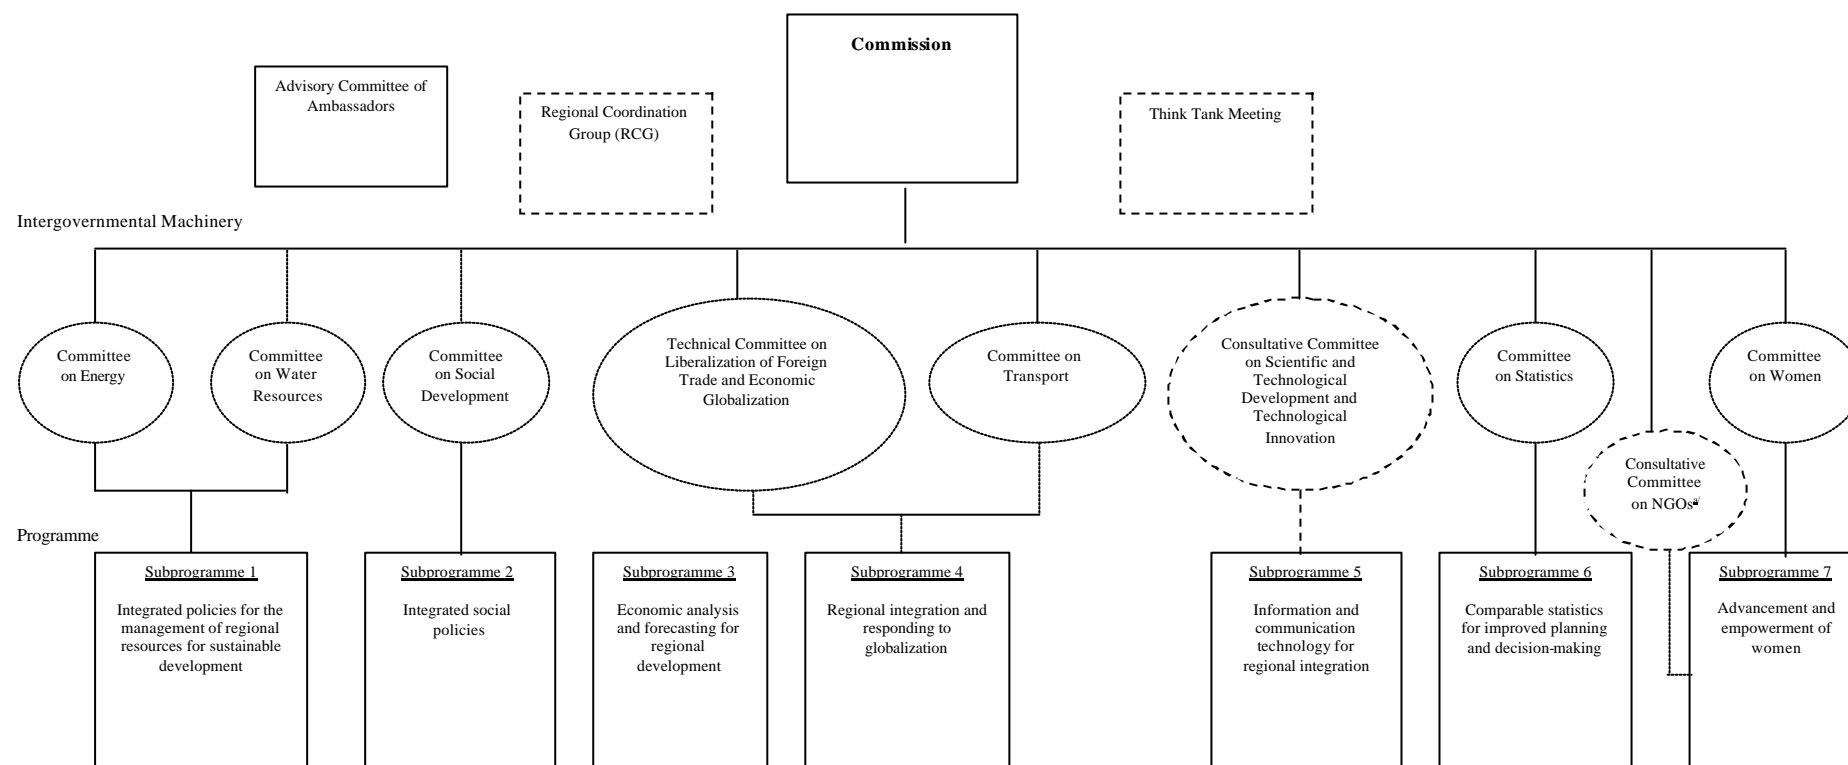 Commission
Advisory Committee of
Ambassadors
Regional Coordination
Group (RCG)
Think Tank Meeting
Intergovernmental Machinery
Committee
on Energy
Committee
on Water
Resources
Committee
on Social
Development
Technical Committee on
Liberalization of Foreign
Trade and Economic
Globalization
Committee on
Transport
Consultative Committee
on Scientific and
Technological
Development and
Technological
Innovation
Committee
on Statistics
Consultative
Committee
on NGOsa/
Committee
on Women
Programme
Subprogramme 1
Integrated policies for the
management of regional
resources for sustainable
development
Subprogramme 2
Integrated social
policies
Subprogramme 3
Economic analysis
and forecasting for
regional
development
Subprogramme 4
Regional integration and
responding to
globalization
Subprogramme 5
Information and
communication
technology for
regional integration
Subprogramme 6
Comparable statistics
for improved planning
and decision-making
Subprogramme 7
Advancement and
empowerment of
women